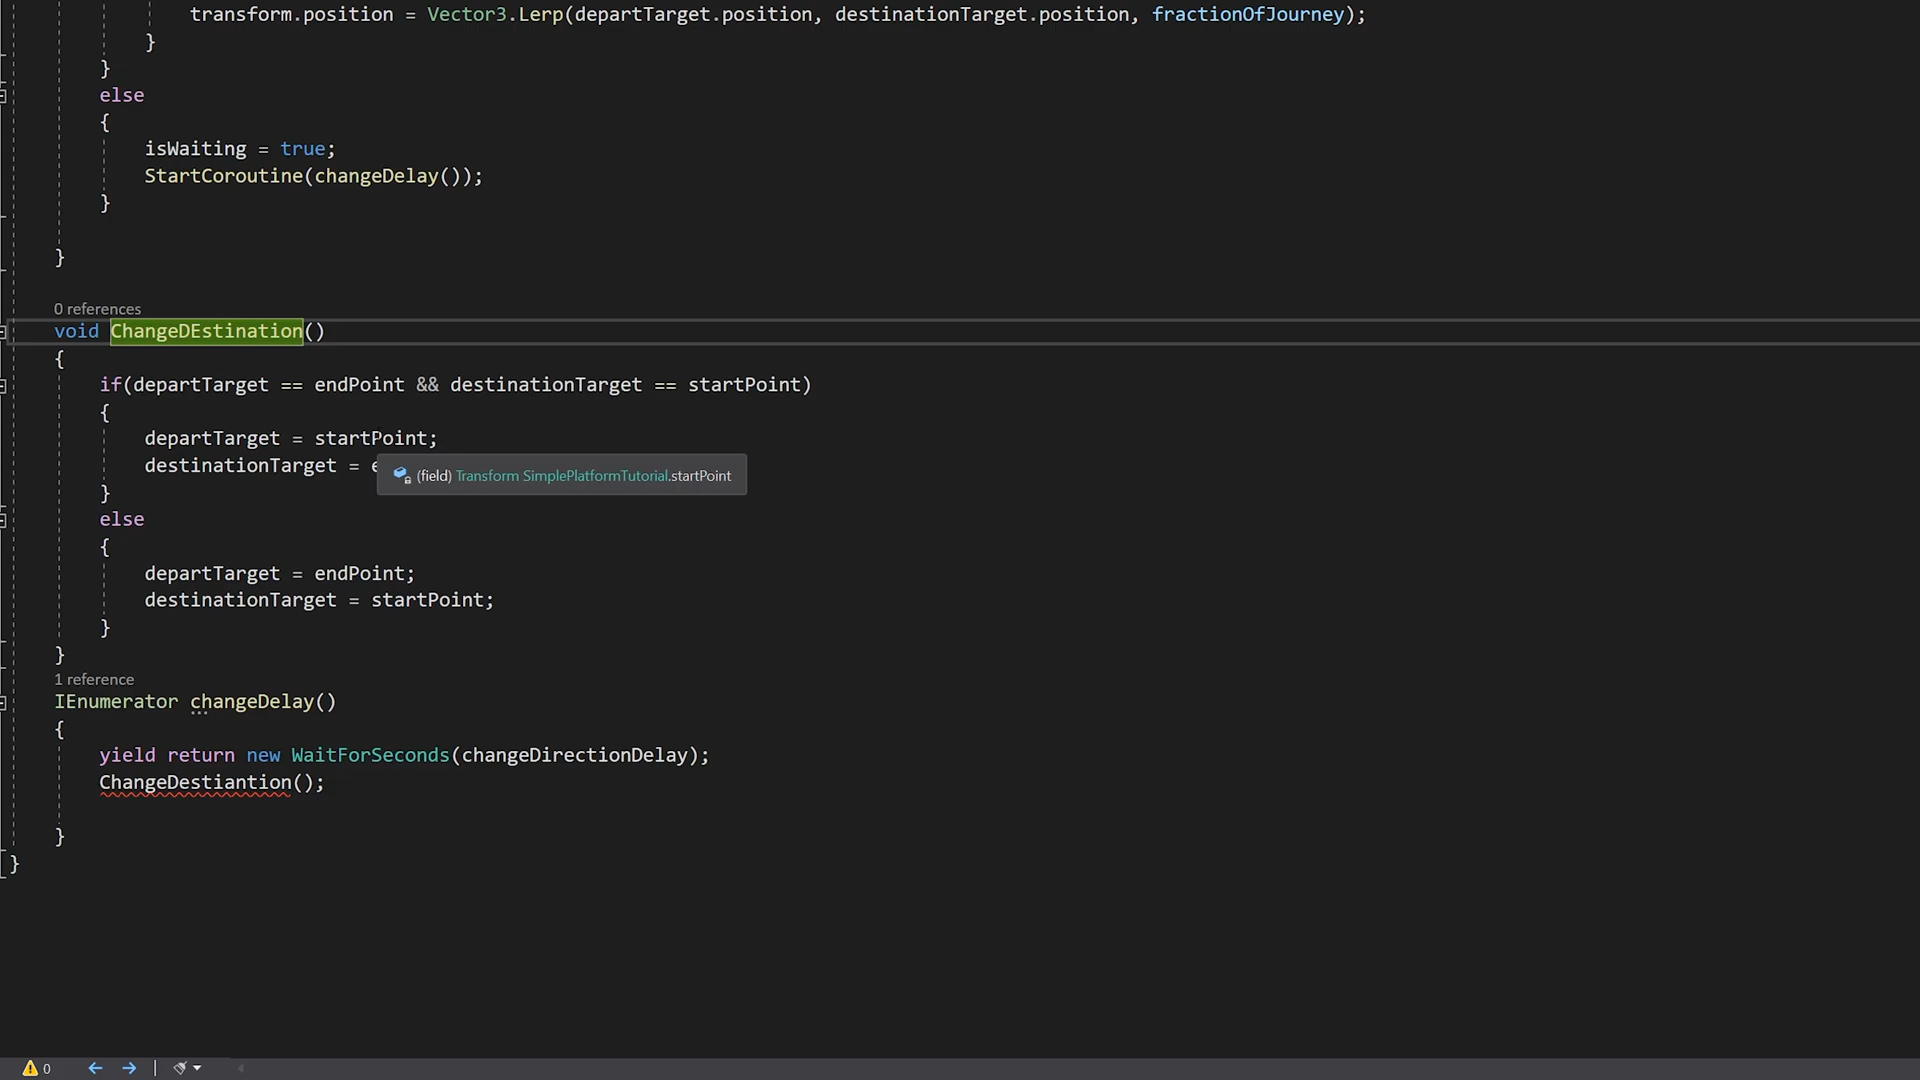 transform.position = Vector3.Lerp(departTarget.position, destinationTarget.position, fractionOfJourney);
}
}
else
{
isWaiting = true;
StartCoroutine(changeDelay());
}
}
0 references
void ChangeDEstination()
{
if(departTarget == endPoint && destinationTarget == startPoint)
{
departTarget = startPoint;
destinationTarget = e
(field) Transform SimplePlatformTutorial.startPoint
}
else
{
departTarget = endPoint;
destinationTarget = startPoint;
}
}
1 reference
IEnumerator changeDelay()
{
yield return new WaitForSeconds(changeDirectionDelay);
ChangeDestiantion();
}
}
0